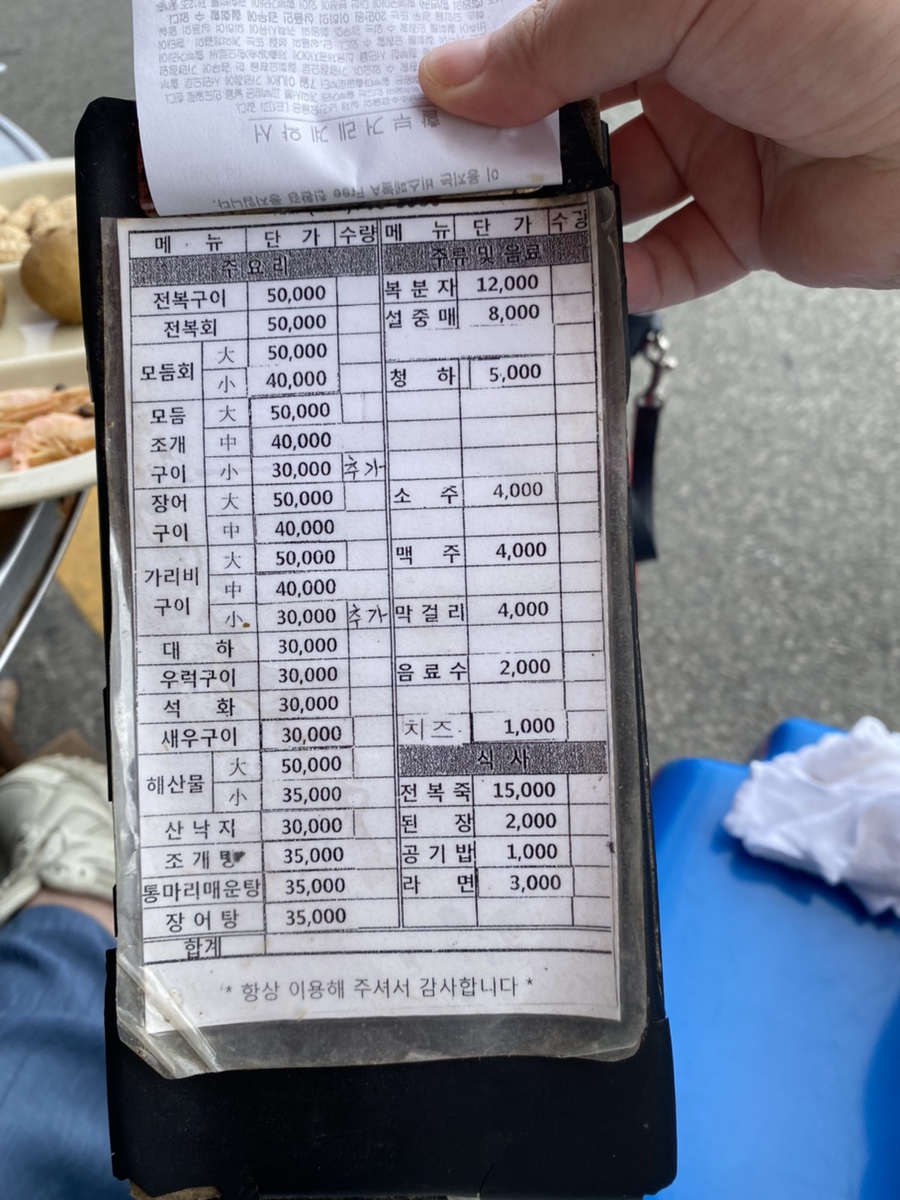 할 부 거 래 계 약 서
메 뉴 단 가 수량 메 뉴 단 가 수량
주 요 리
전복구이 50,000
전복회 50,000
모듬회 大 50,000
小 40,000
모듬 조개 구이 大 50,000
中 40,000
小 30,000 추가
장어 구이 大 50,000
中 40,000
가리비 구이 大 50,000
中 40,000
小 30,000 추가
대 하 30,000
우럭구이 30,000
석 화 30,000
새우구이 30,000
해산물 大 50,000
小 35,000
산 낙 지 30,000
조 개 탕 35,000
통마리매운탕 35,000
장 어 탕 35,000
합계
주류 및 음료
복 분 자 12,000
설 중 매 8,000
청 하 5,000
소 주 4,000
맥 주 4,000
막 걸 리 4,000
음 료 수 2,000
치 즈 1,000
식 사
전 복 죽 15,000
된 장 2,000
공 기 밥 1,000
라 면 3,000
* 항상 이용해 주셔서 감사합니다 *